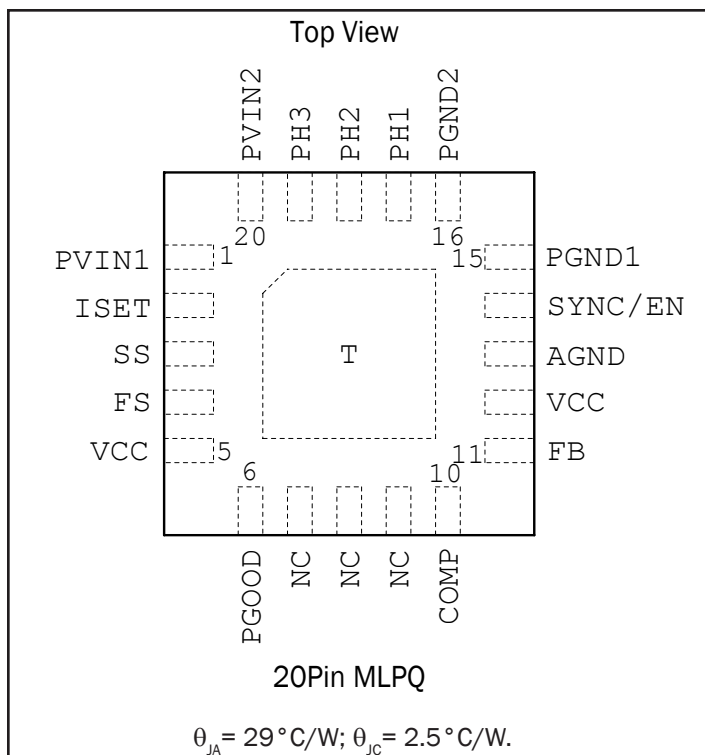 Top View
PVIN2
PH3
PH2
PH1
PGND2
20
16
PVIN1
1
15
PGND1
ISET
SYNC/EN
SS
T
AGND
FS
VCC
VCC
5
11
FB
6
10
PGOOD
NC
NC
NC
COMP
20Pin MLPQ
θJA= 29°C/W; θJC= 2.5°C/W.